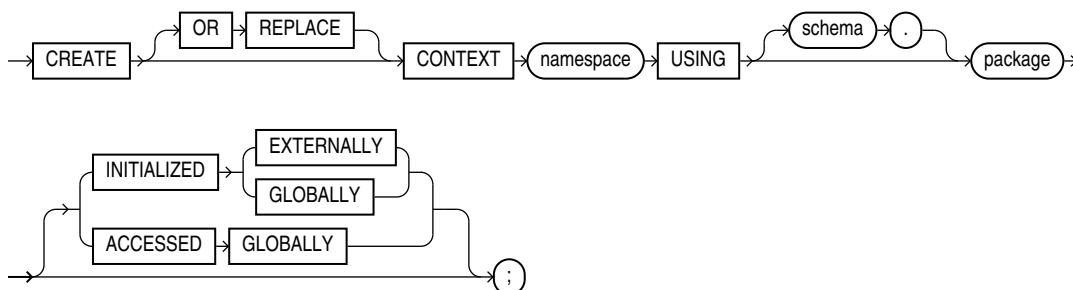 OR REPLACE schema .
CREATE CONTEXT namespace USING package
EXTERNALLY
INITIALIZED
GLOBALLY
ACCESSED GLOBALLY
;